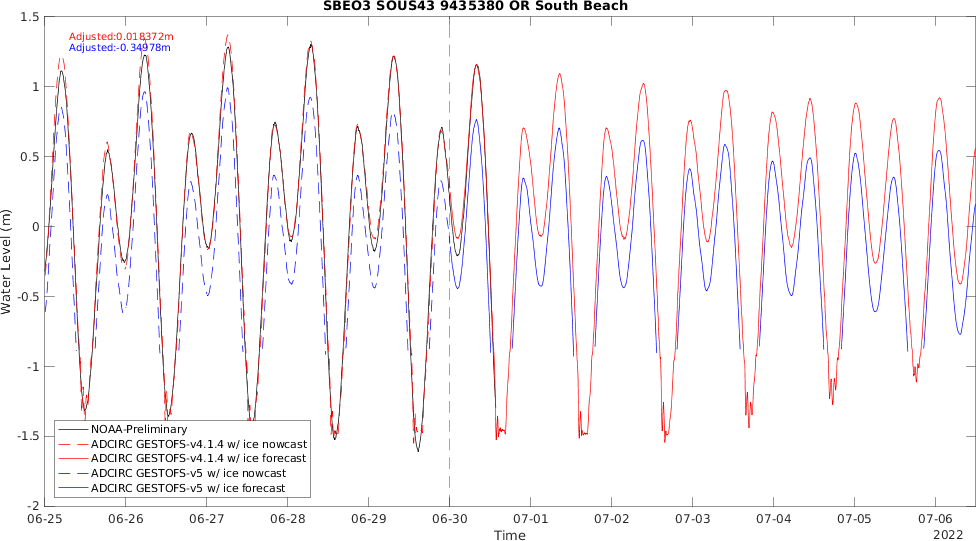 SBEO3 SOUS43 9435380 OR South Beach
Adjusted:0.018372m
Adjusted:-0.34978m
Water Level (m)
1.5
1
0.5
0
-0.5
-1
-1.5
-2
NOAA-Preliminary
ADCIRC GESTOFS-v4.1.4 w/ ice nowcast
ADCIRC GESTOFS-v4.1.4 w/ ice forecast
ADCIRC GESTOFS-v5 w/ ice nowcast
ADCIRC GESTOFS-v5 w/ ice forecast
06-25 06-26 06-27 06-28 06-29 06-30 07-01 07-02 07-03 07-04 07-05 07-06
Time
2022